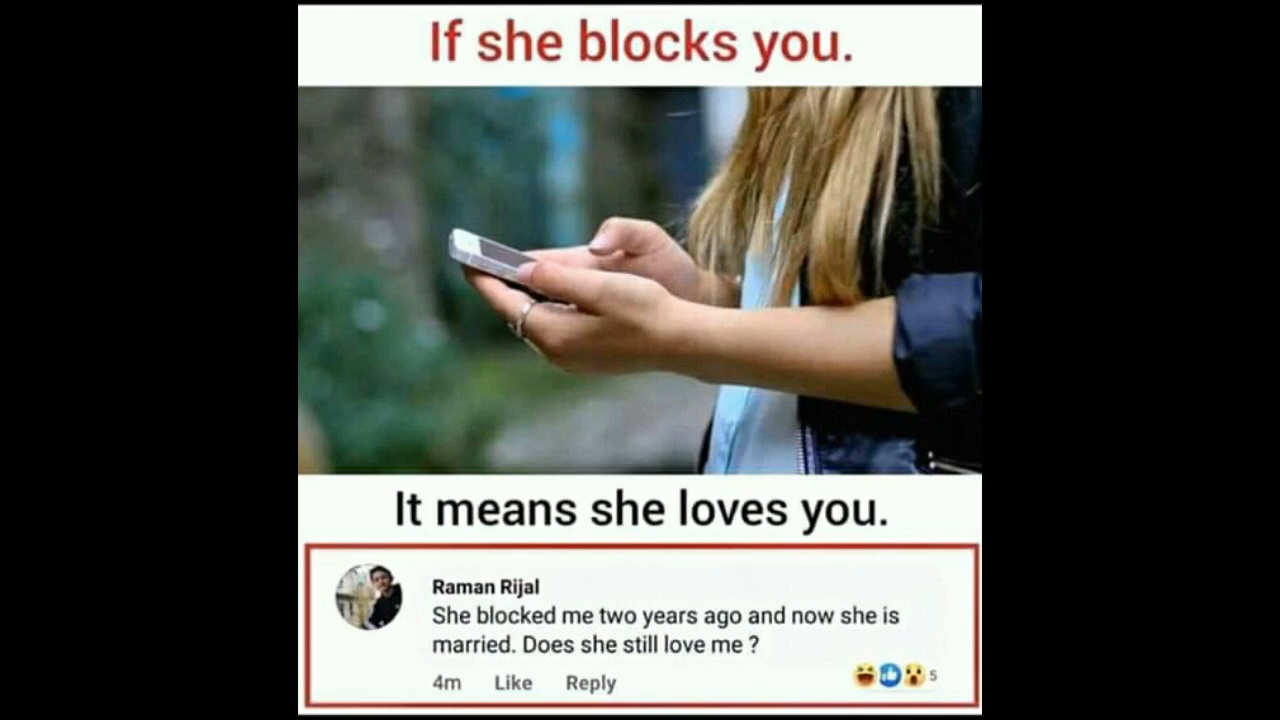 If she blocks you.
It means she loves you.
Raman Rijal
She blocked me two years ago and now she is
married. Does she still love me ?
4m Like Reply 5